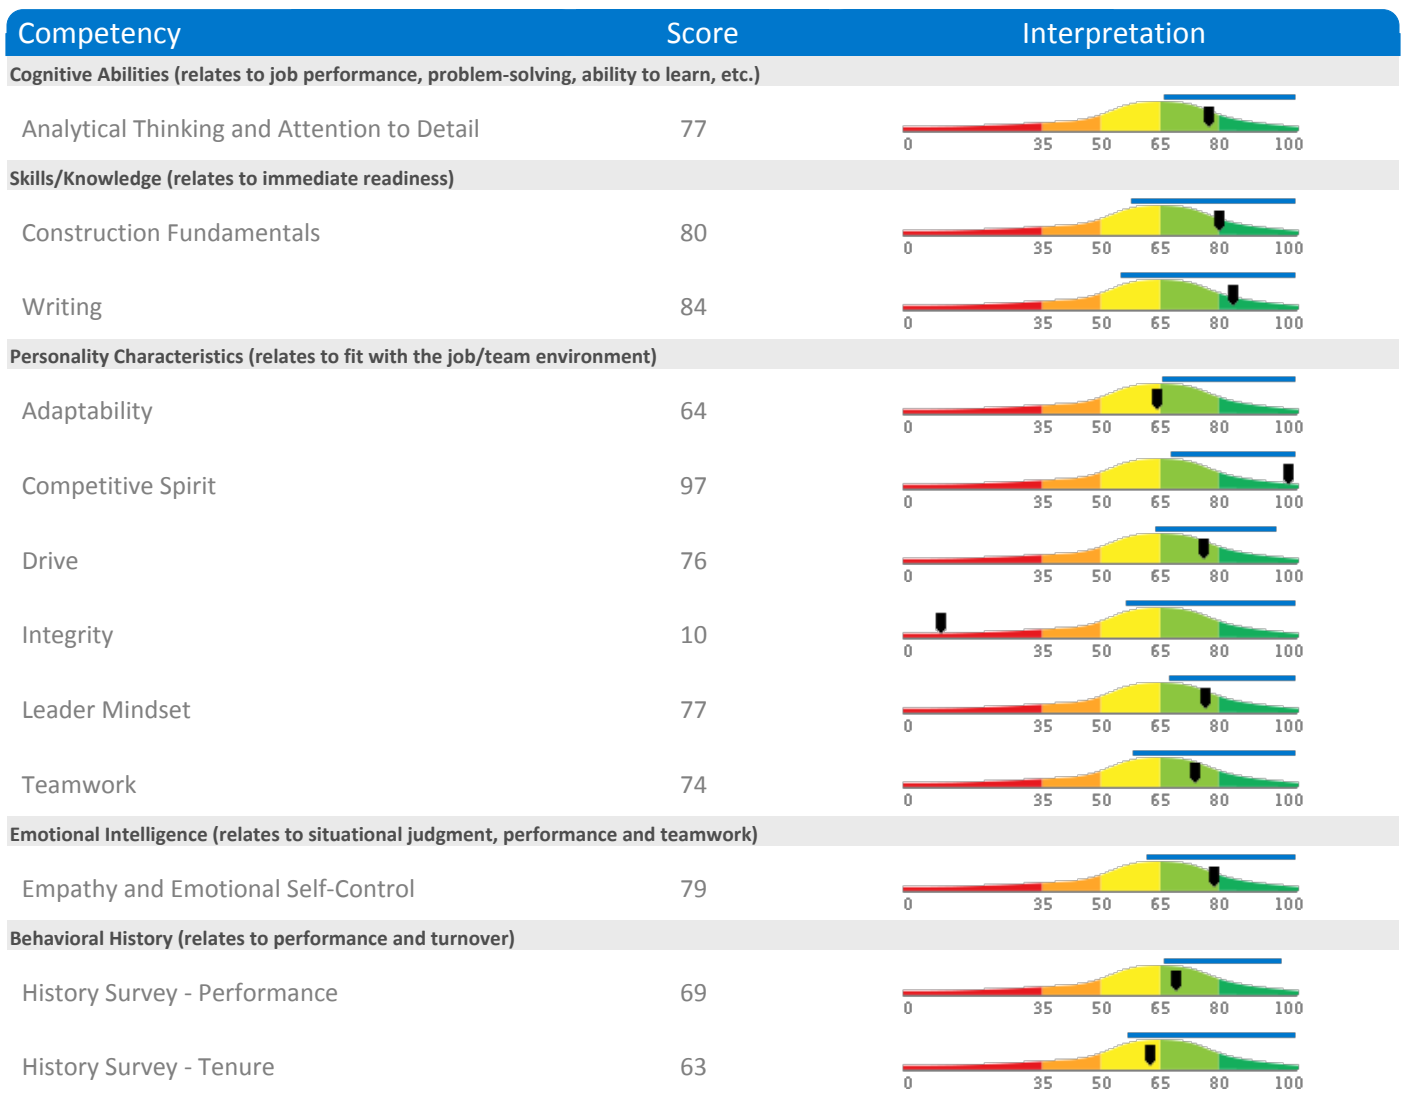 Competency Score Interpretation
Cognitive Abilities (relates to job performance, problem-solving, ability to learn, etc.)
Analytical Thinking and Attention to Detail 77
0 35 50 65 80 100
Skills/Knowledge (relates to immediate readiness)
Construction Fundamentals 80
0 35 50 65 80 100
Writing 84
0 35 50 65 80 100
Personality Characteristics (relates to fit with the job/team environment)
Adaptability 64
0 35 50 65 80 100
Competitive Spirit 97
0 35 50 65 80 100
Drive 76
0 35 50 65 80 100
Integrity 10
0 35 50 65 80 100
Leader Mindset 77
0 35 50 65 80 100
Teamwork 74
0 35 50 65 80 100
Emotional Intelligence (relates to situational judgment, performance and teamwork)
Empathy and Emotional Self-Control 79
0 35 50 65 80 100
Behavioral History (relates to performance and turnover)
History Survey - Performance 69
0 35 50 65 80 100
History Survey - Tenure 63
0 35 50 65 80 100